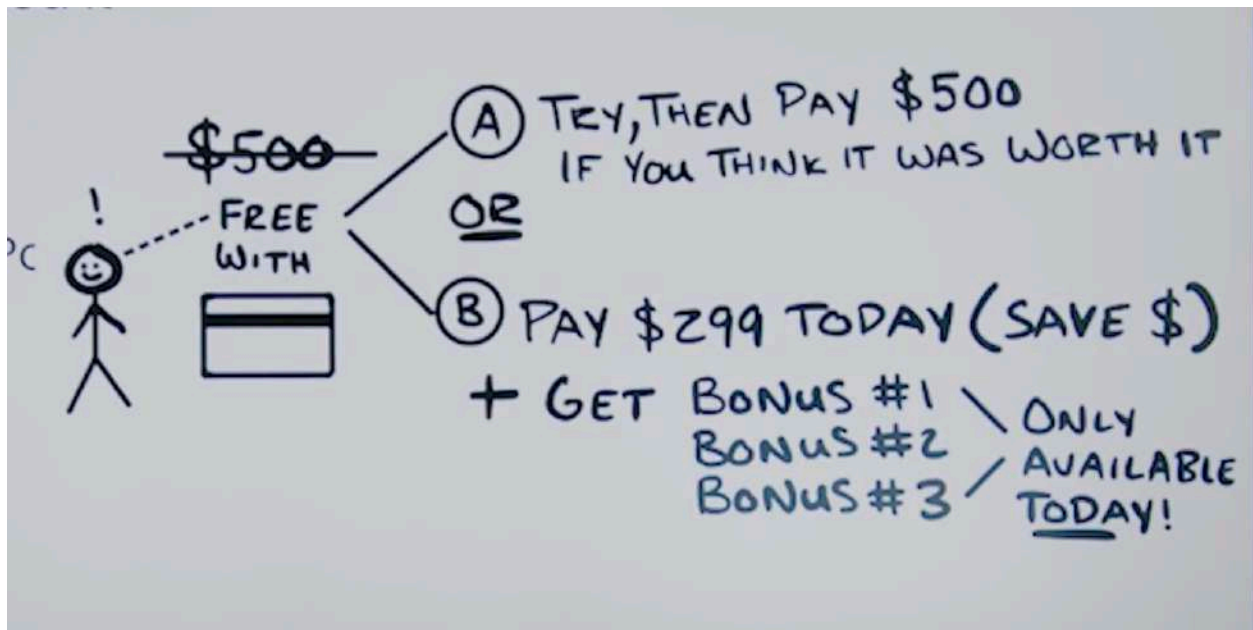 $500
FREE
WITH
A
TRY, THEN PAY $500
IF YOU THINK IT WAS WORTH IT
OR
B
PAY $299 TODAY (SAVE $)
+ GET BONUS #1
BONUS #2
BONUS #3
ONLY
AVAILABLE
TODAY!
!
PC